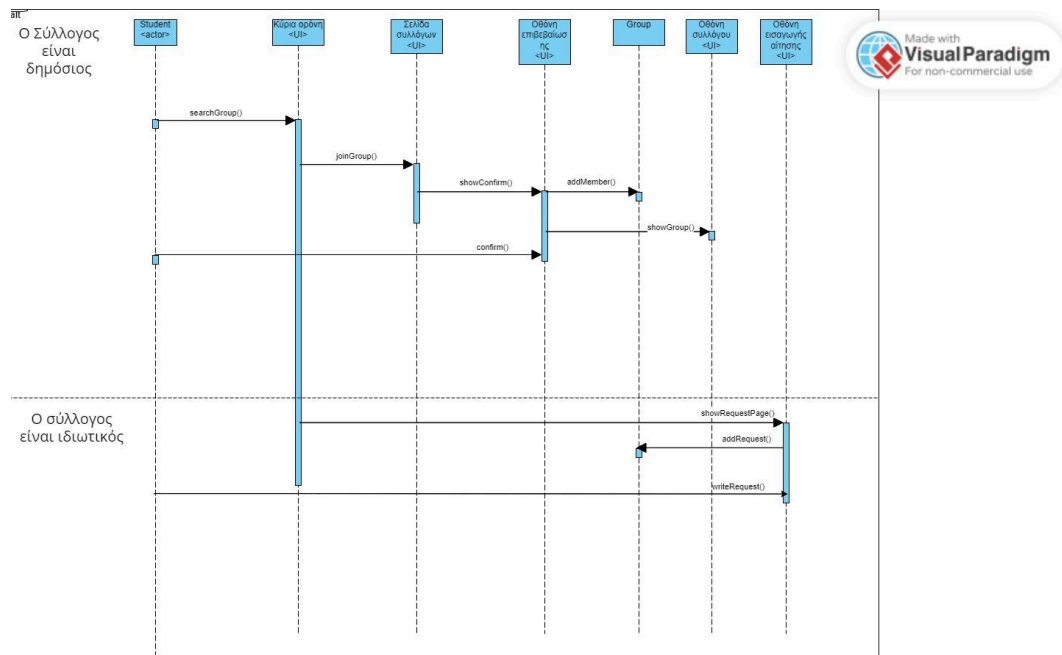 alt
Ο Σύλλογος
είναι
δημόσιος
Student
<actor>
Κύρια ορόνη
<UI>
Σελίδα
συλλόγων
<UI>
Οθόνη
επιβεβαίωσ
ης
<UI>
Group
Οθόνη
συλλόγου
<UI>
Οθόνη
εισαγωγής
αίτησης
<UI>
Made with
Visual Paradigm
For non-commercial use
searchGroup()
joinGroup()
showConfirm()
addMember()
showGroup()
confirm()
Ο σύλλογος
είναι ιδιωτικός
showRequestPage()
addRequest()
writeRequest()